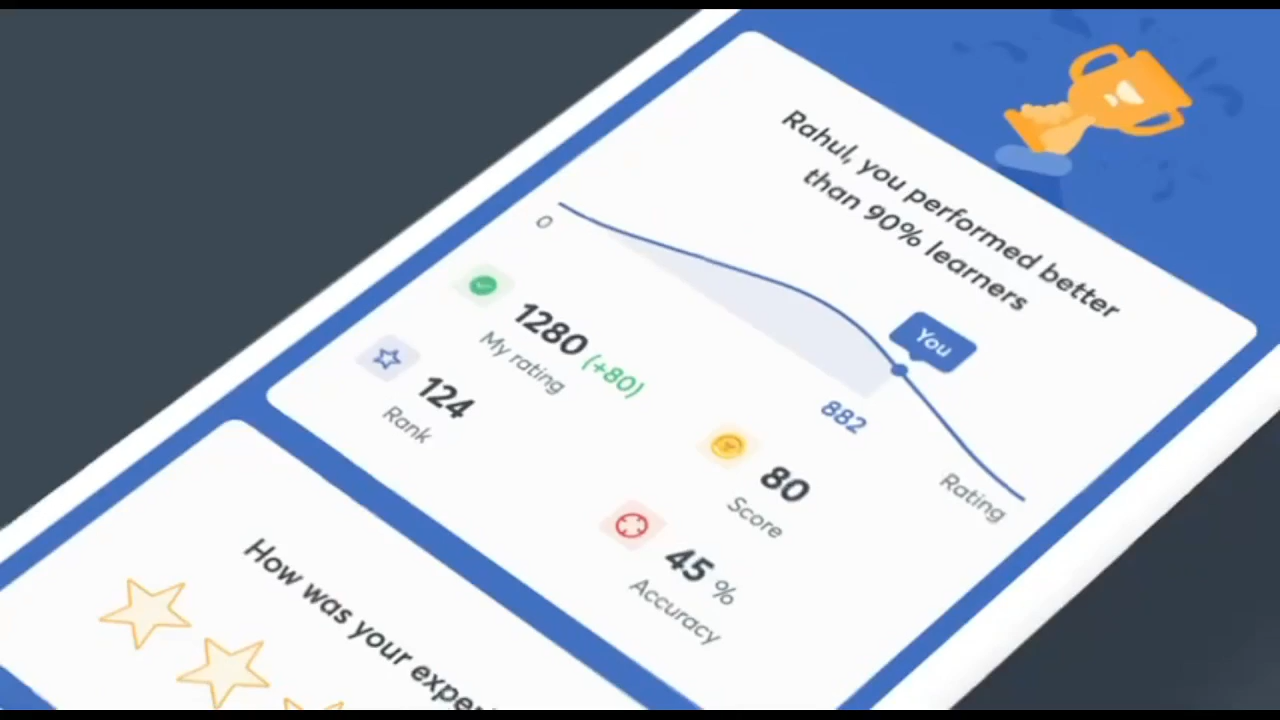 Rahul, you performed better
than 90% learners
0
You
882
Rating
1280 (+80)
My rating
124
Rank
80
Score
45 %
Accuracy
How was your